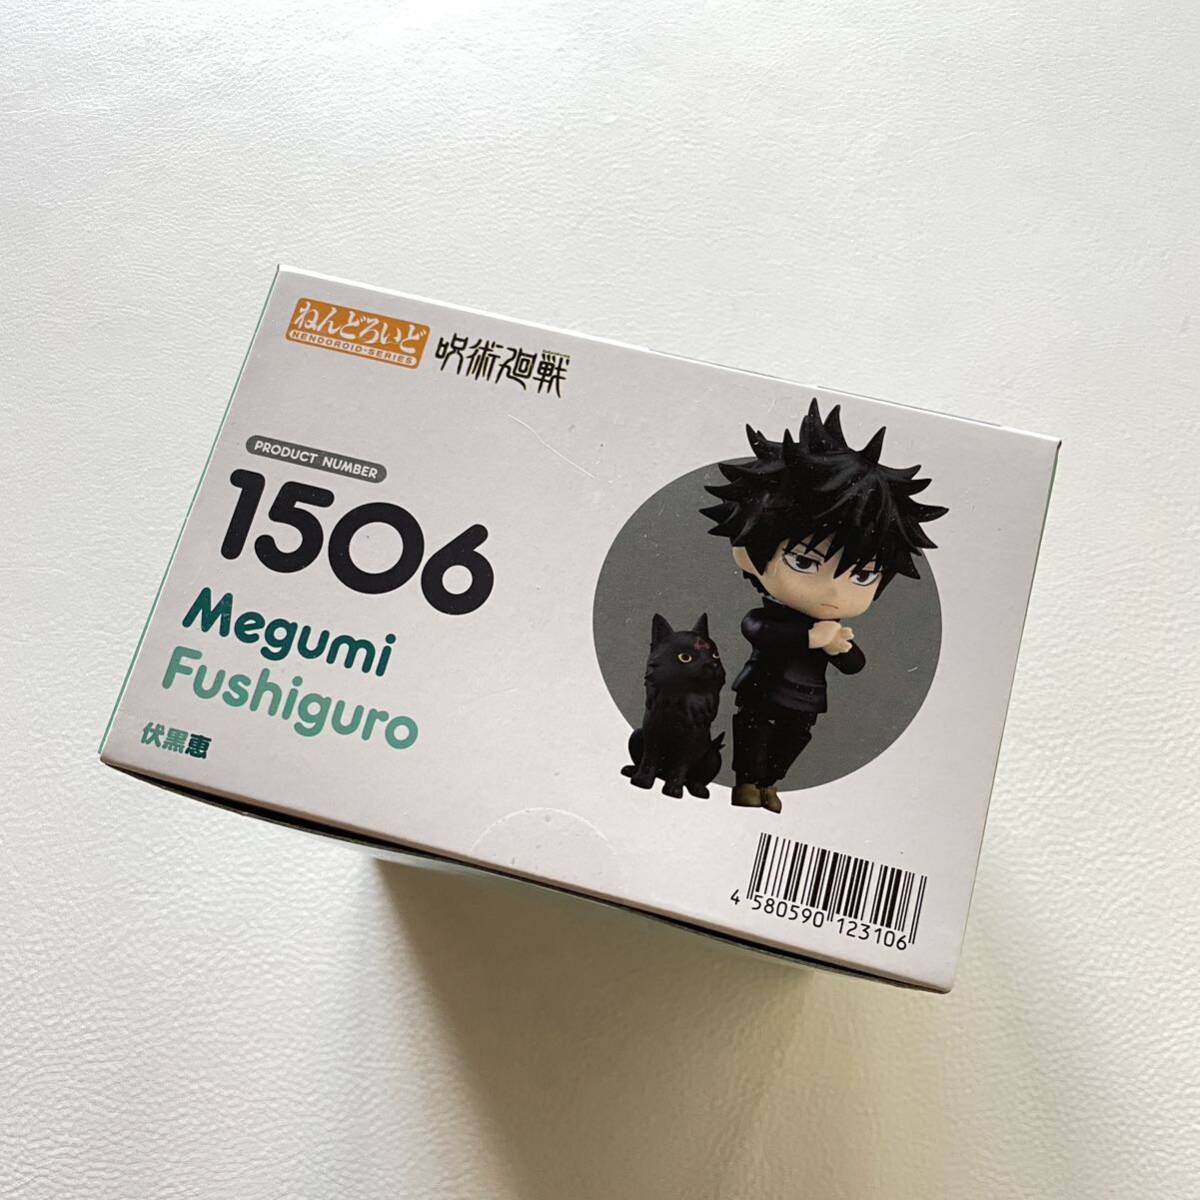 ねんどろいど
NENDOROID-SERIES
呪術廻戦
PRODUCT NUMBER
1506
Megumi
Fushiguro
伏黒恵
4 580590 123106